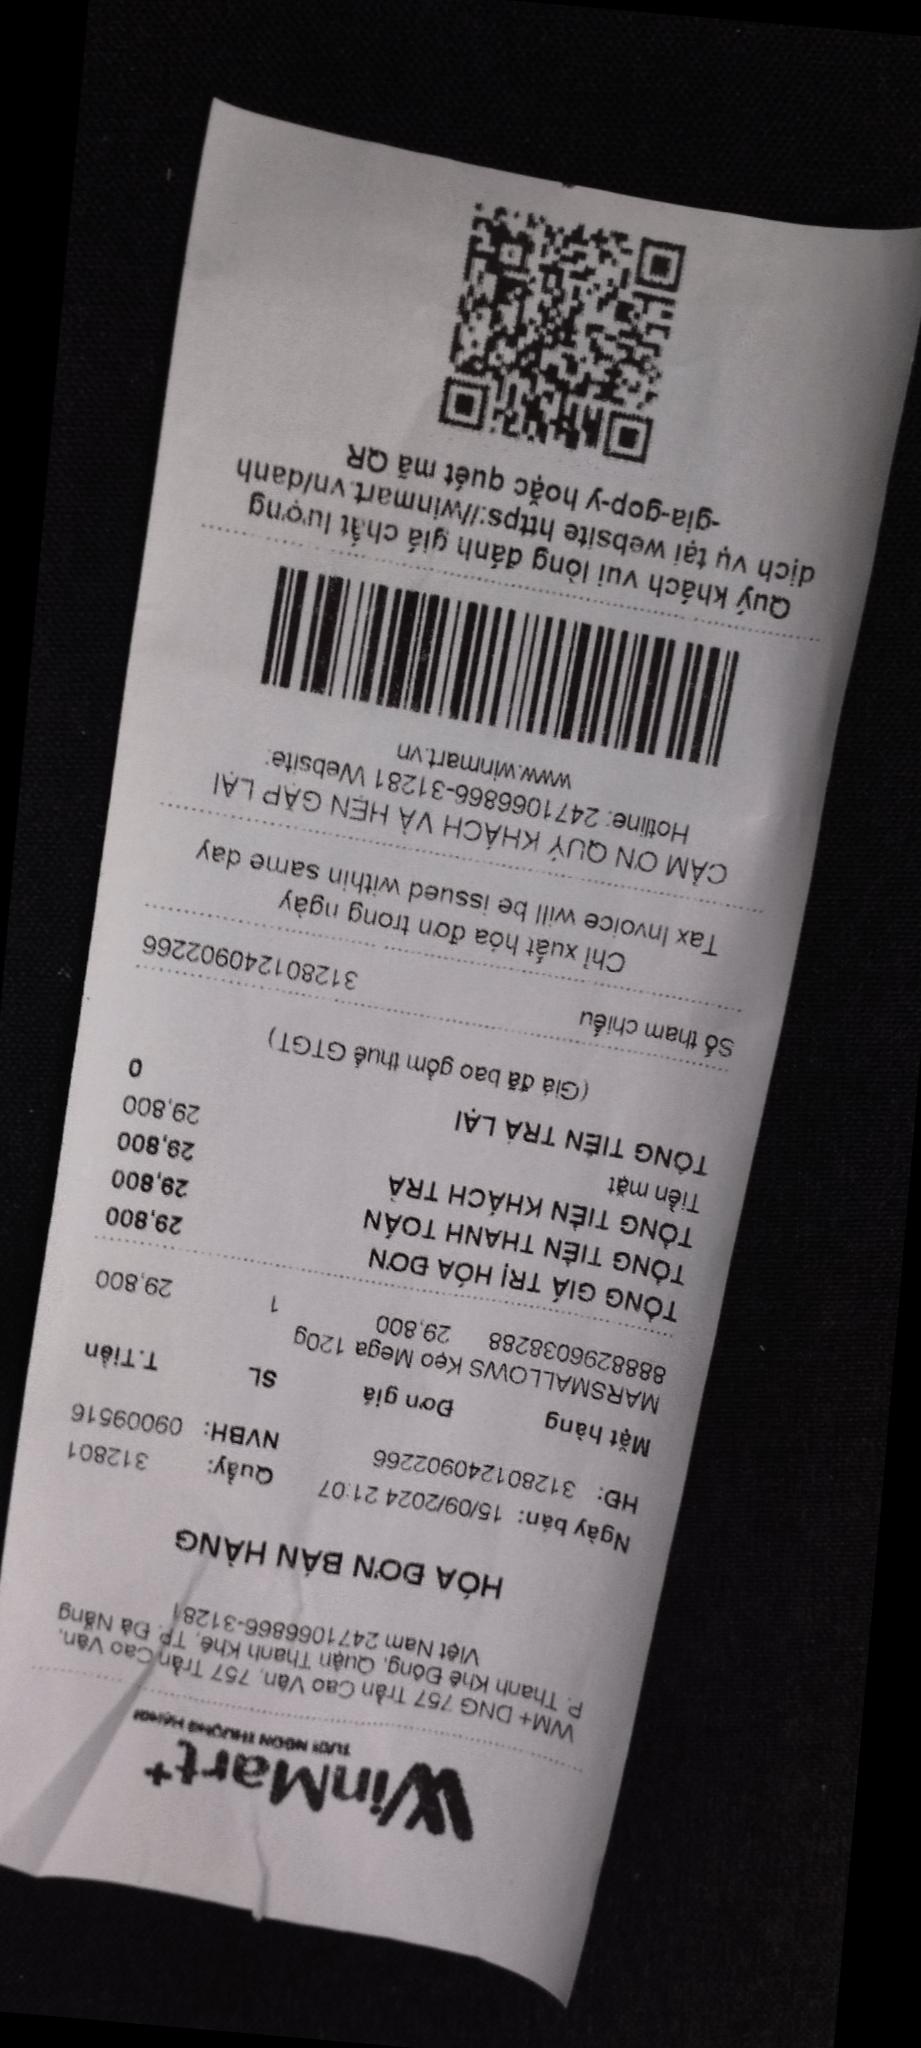 WinMart+
TƯƠI NGON THƯỢNG HẠNG!
WM+ DNG 757 Trần Cao Vân, 757 Trần Cao Vân,
P. Thanh Khê Đông, Quận Thanh Khê, TP. Đà Nẵng
Việt Nam 2471066866-31281
HÓA ĐƠN BÁN HÀNG
Ngày bán: 15/09/2024 21:07 Quầy: 312801
HĐ: 31280124090 2266 NVBH: 09009516
Mặt hàng Đơn giá SL T.Tiền
MARSMALLOWS Kẹo Mega 120g
8888296038288 29,800 1 29,800
TỔNG GIÁ TRỊ HÓA ĐƠN 29,800
TỔNG TIỀN THANH TOÁN 29,800
TỔNG TIỀN KHÁCH TRẢ 29,800
Tiền mặt 29,800
TỔNG TIỀN TRẢ LẠI 0
(Giá đã bao gồm thuế GTGT)
Số tham chiếu 312801240902266
Chỉ xuất hóa đơn trong ngày
Tax Invoice will be issued within same day
CẢM ƠN QUÝ KHÁCH VÀ HẸN GẶP LẠI
Hotline: 2471066866-31281 Website:
www.winmart.vn
Quý khách vui lòng đánh giá chất lượng
dịch vụ tại website https://winmart.vn/danh
-gia-gop-y hoặc quét mã QR